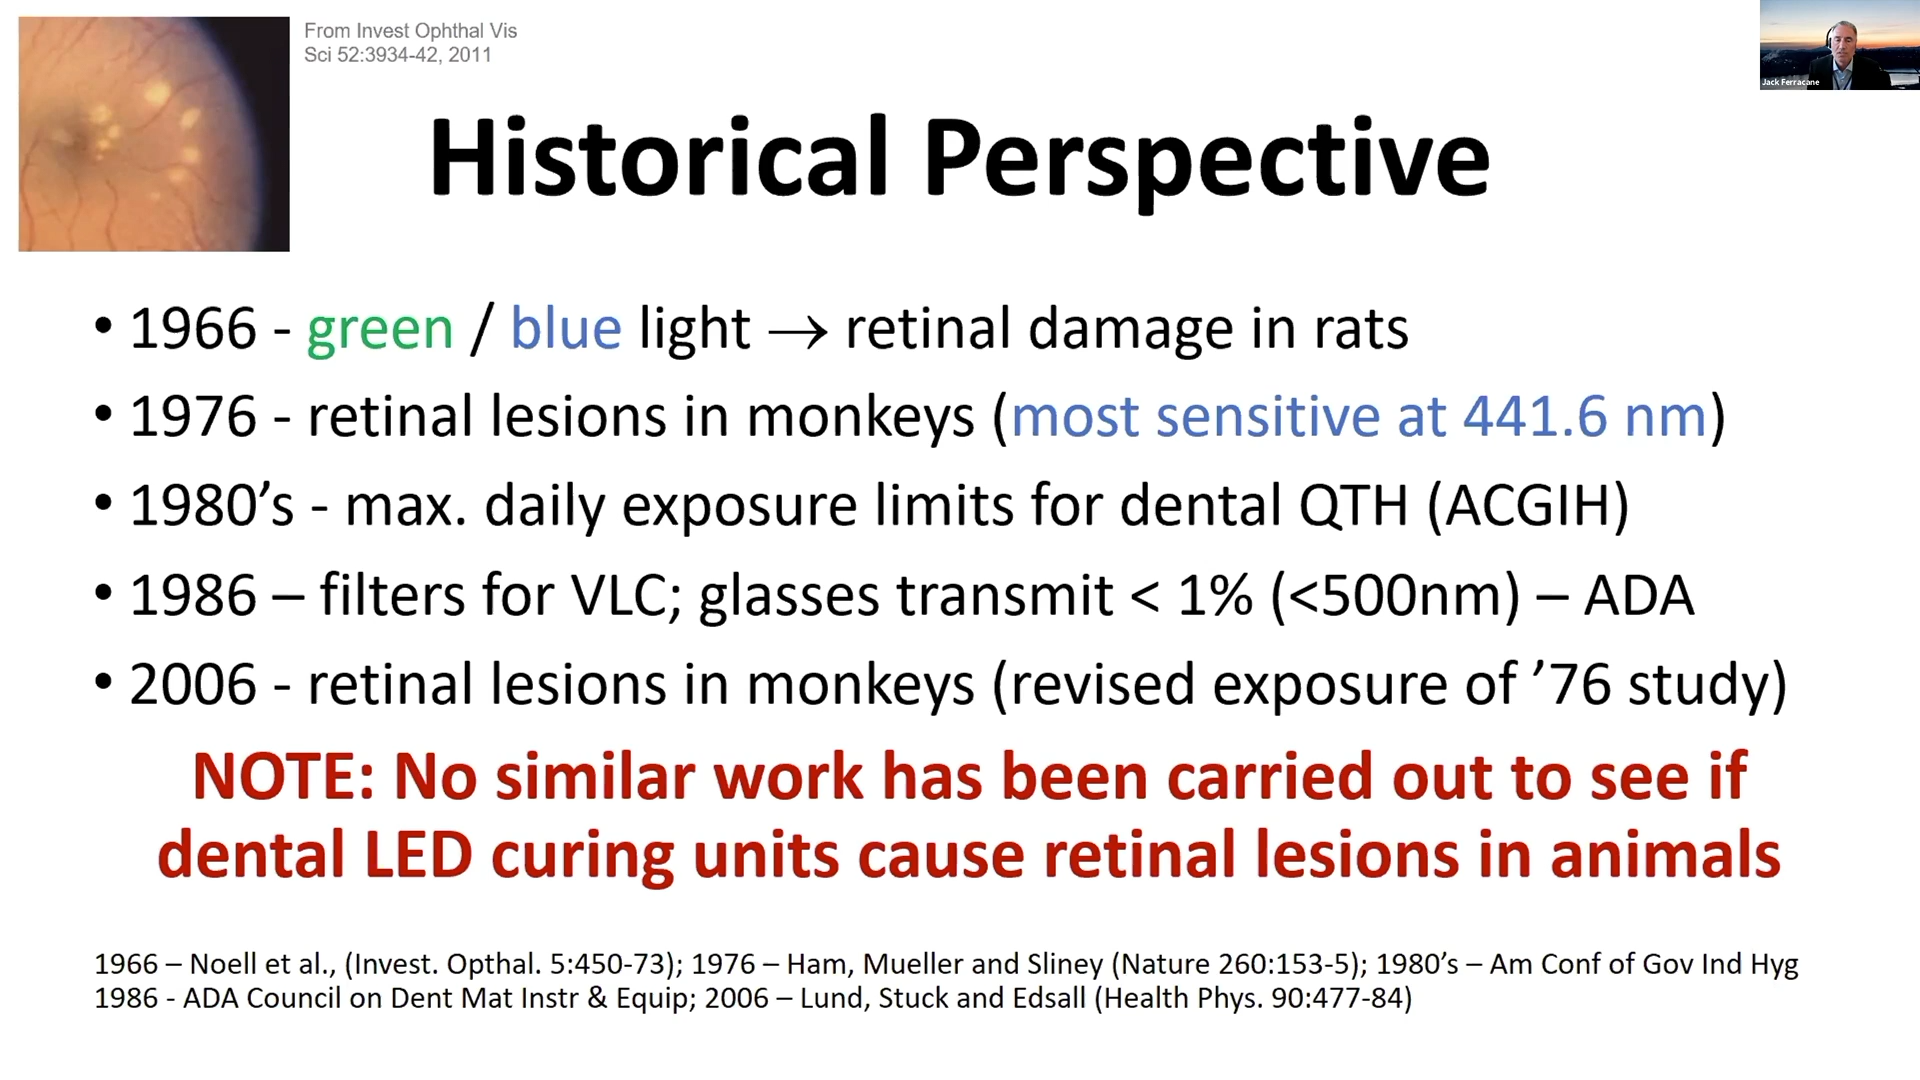 From Invest Ophthal Vis
Sci 52:3934-42, 2011
Jack Ferracane
Historical Perspective
• 1966 - green / blue light → retinal damage in rats
• 1976 - retinal lesions in monkeys (most sensitive at 441.6 nm)
• 1980’s - max. daily exposure limits for dental QTH (ACGIH)
• 1986 – filters for VLC; glasses transmit < 1% (<500nm) – ADA
• 2006 - retinal lesions in monkeys (revised exposure of ’76 study)
NOTE: No similar work has been carried out to see if
dental LED curing units cause retinal lesions in animals
1966 – Noell et al., (Invest. Opthal. 5:450-73); 1976 – Ham, Mueller and Sliney (Nature 260:153-5); 1980’s – Am Conf of Gov Ind Hyg
1986 - ADA Council on Dent Mat Instr & Equip; 2006 – Lund, Stuck and Edsall (Health Phys. 90:477-84)